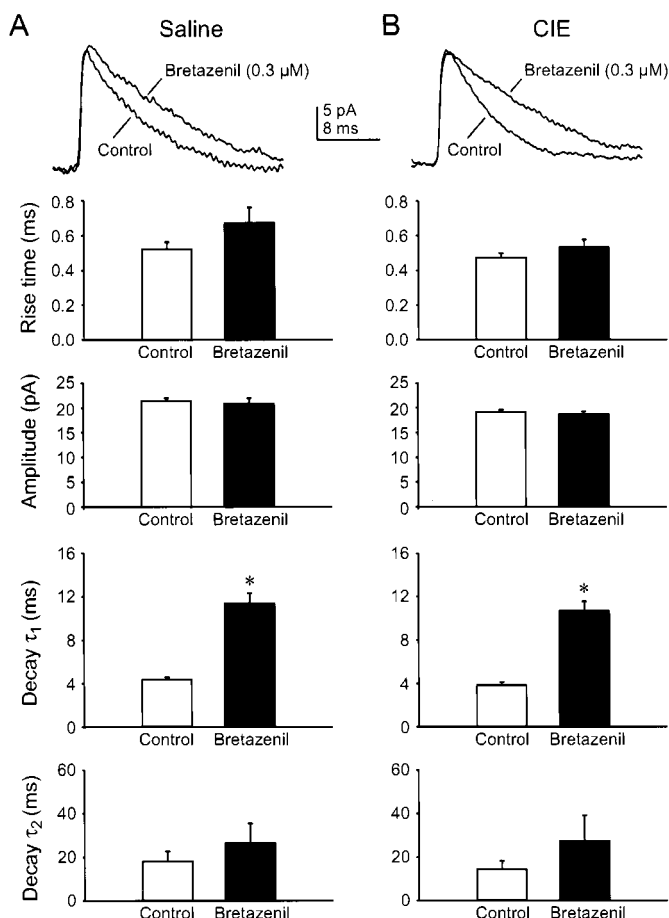 A Saline
B CIE
Bretazenil (0.3 μM)
Control
5 pA
8 ms
Bretazenil (0.3 μM)
Control
Rise time (ms)
0.8
0.6
0.4
0.2
0.0
Control Bretazenil
0.8
0.6
0.4
0.2
0.0
Control Bretazenil
Amplitude (pA)
25
20
15
10
5
0
Control Bretazenil
25
20
15
10
5
0
Control Bretazenil
Decay τ1 (ms)
16
12
8
4
0
*
Control Bretazenil
16
12
8
4
0
*
Control Bretazenil
Decay τ2 (ms)
60
40
20
0
Control Bretazenil
60
40
20
0
Control Bretazenil